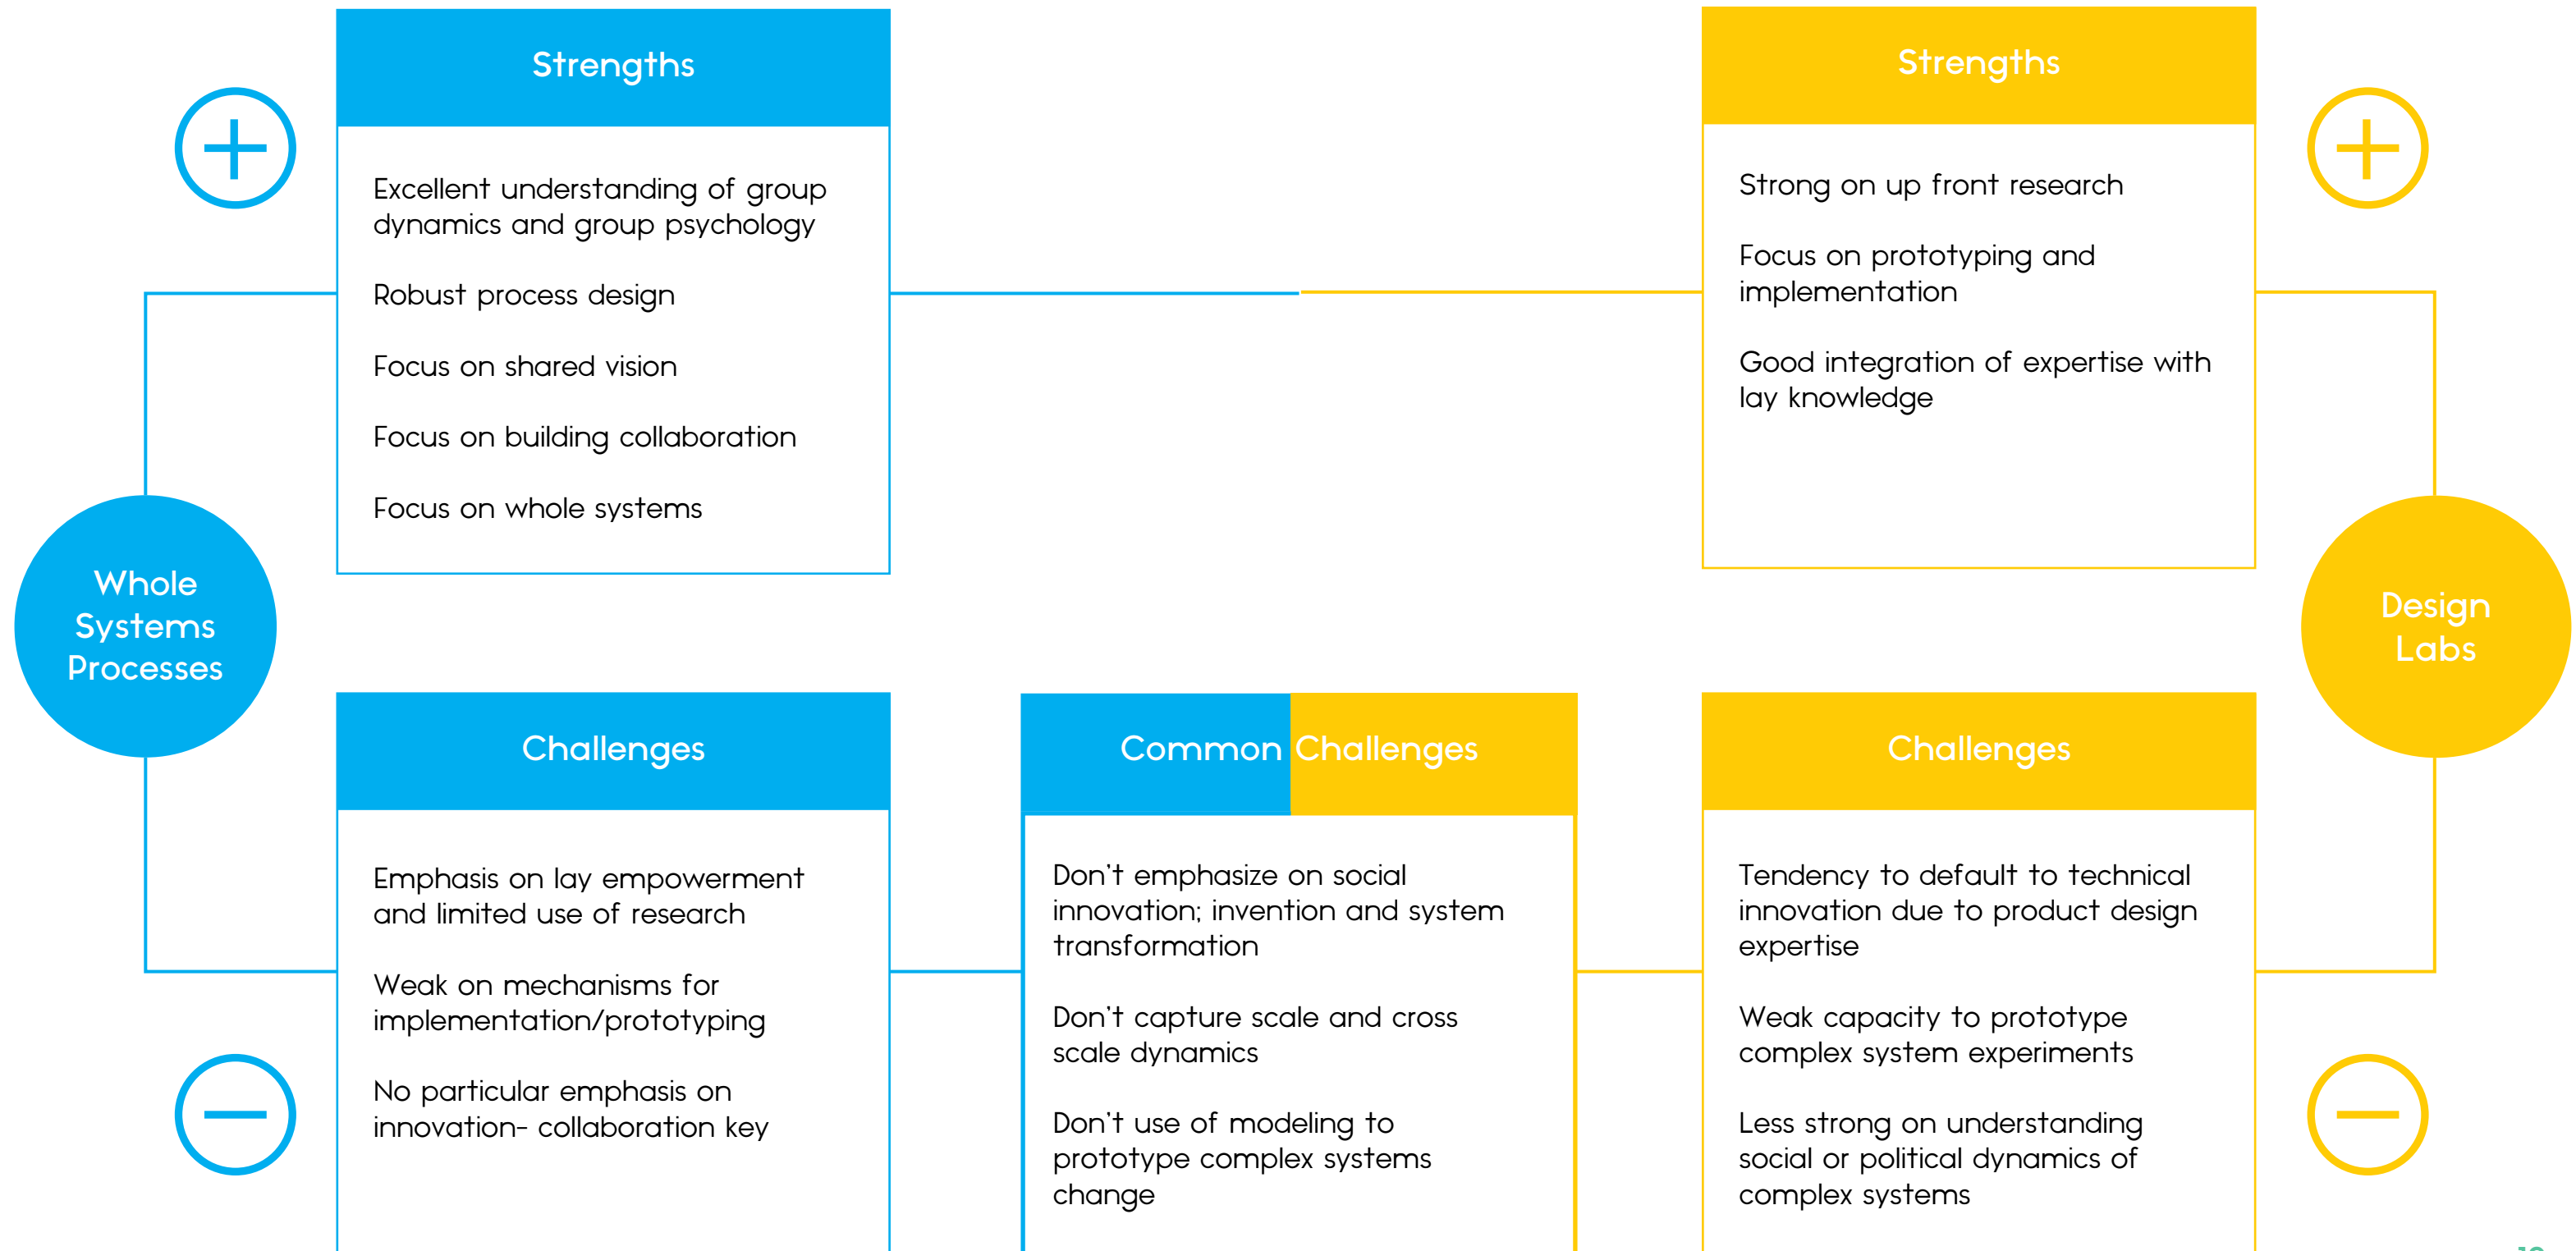 Strengths
Excellent understanding of group
dynamics and group psychology
Robust process design
Focus on shared vision
Focus on building collaboration
Focus on whole systems
Strengths
Strong on up front research
Focus on prototyping and
implementation
Good integration of expertise with
lay knowledge
Whole
Systems
Processes
Design
Labs
Challenges
Emphasis on lay empowerment
and limited use of research
Weak on mechanisms for
implementation/prototyping
No particular emphasis on
innovation- collaboration key
Common Challenges
Don't emphasize on social
innovation; invention and system
transformation
Don't capture scale and cross
scale dynamics
Don't use of modeling to
prototype complex systems
change
Challenges
Tendency to default to technical
innovation due to product design
expertise
Weak capacity to prototype
complex system experiments
Less strong on understanding
social or political dynamics of
complex systems